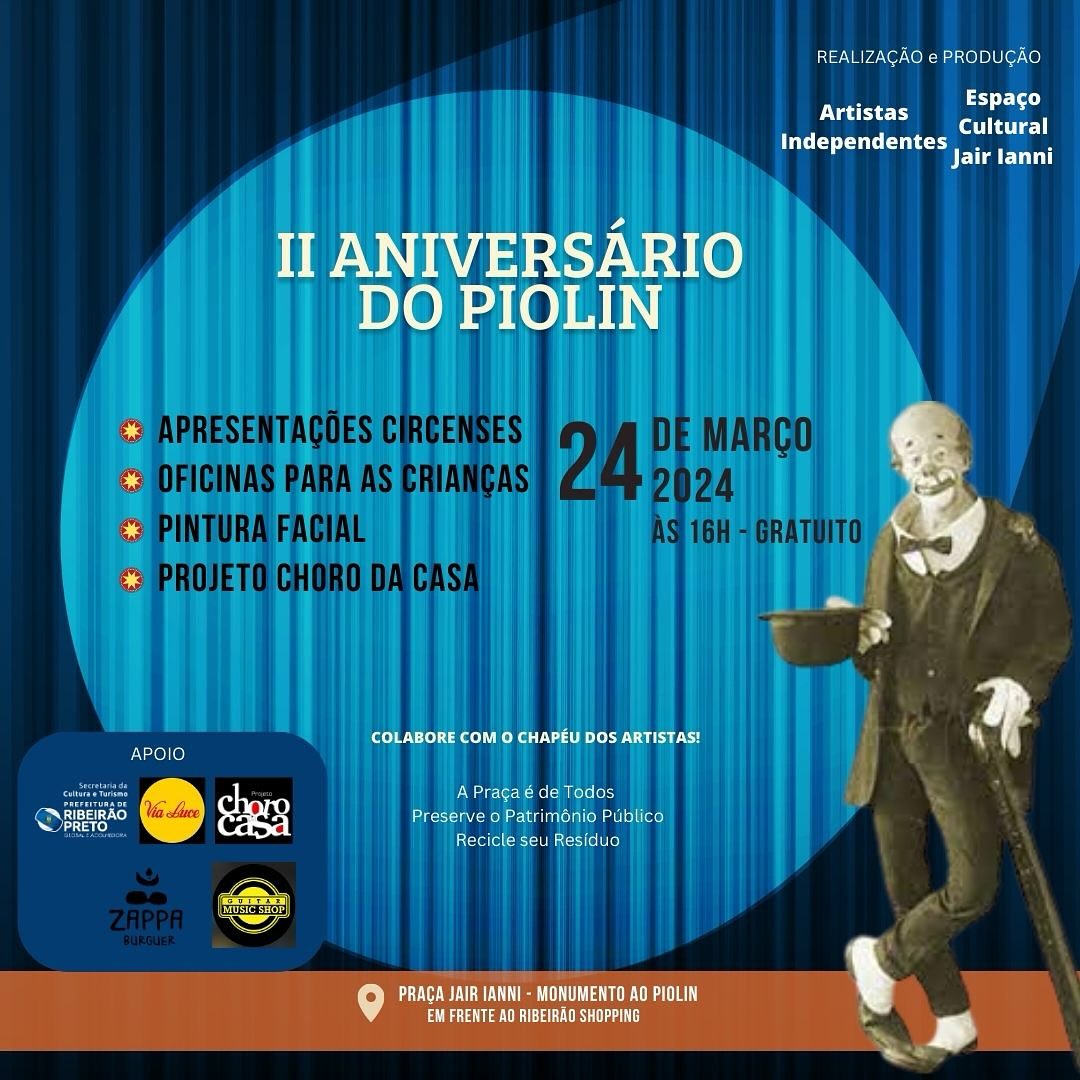 REALIZAÇÃO e PRODUÇÃO
Artistas
Independentes
Espaço
Cultural
Jair Ianni
II ANIVERSÁRIO
DO PIOLIN
APRESENTAÇÕES CIRCENSES
OFICINAS PARA AS CRIANÇAS
PINTURA FACIAL
PROJETO CHORO DA CASA
24
DE MARÇO
2024
ÀS 16H - GRATUITO
COLABORE COM O CHAPÉU DOS ARTISTAS!
A Praça é de Todos
Preserve o Patrimônio Público
Recicle seu Resíduo
APOIO
Secretaria da
Cultura e Turismo
PREFEITURA DE
RIBEIRÃO
PRETO
GLOBAL E ACOLHEDORA
Via Luce
Projeto
choro
da
casa
ZAPPA
BURGUER
GUITAR
MUSIC SHOP
PRAÇA JAIR IANNI - MONUMENTO AO PIOLIN
EM FRENTE AO RIBEIRÃO SHOPPING